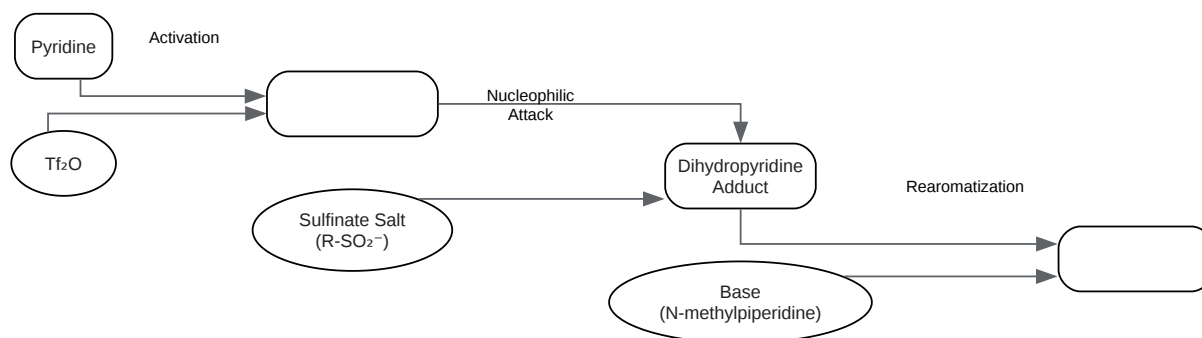 Pyridine
Activation
Tf₂O
Nucleophilic
Attack
Dihydropyridine
Adduct
Sulfinate Salt
(R-SO₂⁻)
Rearomatization
Base
(N-methylpiperidine)